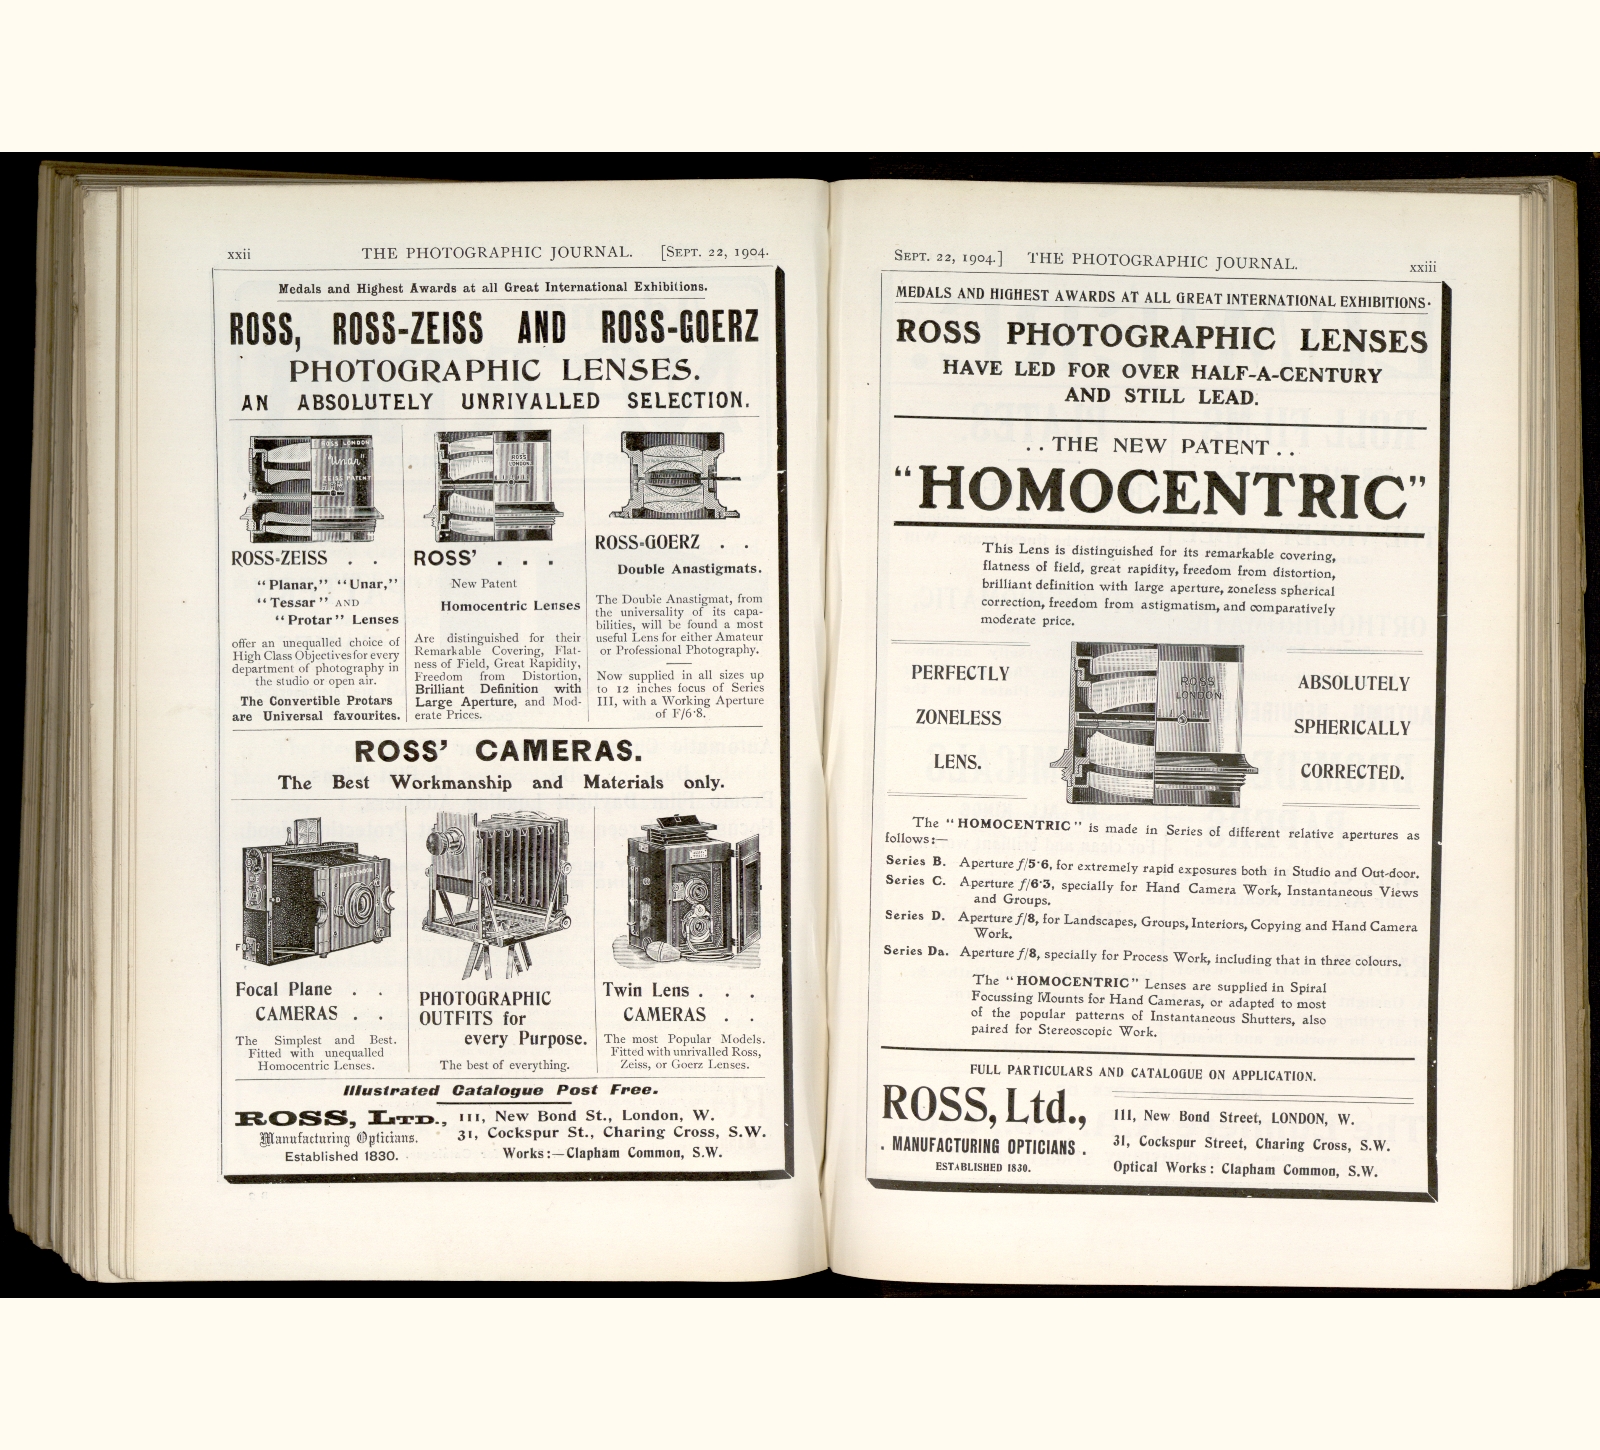 xxii THE PHOTOGRAPHIC JOURNAL. [SEPT. 22, 1904.
Medals and Highest Awards at all Great International Exhibitions.
ROSS, ROSS-ZEISS AND ROSS-GOERZ
PHOTOGRAPHIC LENSES.
AN ABSOLUTELY UNRIVALLED SELECTION.
ROSS LONDON
"Unar"
ZEISS PATENT
ROSS-ZEISS . .
"Planar," "Unar,"
"Tessar" AND
"Protar" Lenses
offer an unequalled choice of
High Class Objectives for every
department of photography in
the studio or open air.
The Convertible Protars
are Universal favourites.
ROSS
LONDON
ROSS' . . .
New Patent
Homocentric Lenses
Are distinguished for their
Remarkable Covering, Flat-
ness of Field, Great Rapidity,
Freedom from Distortion,
Brilliant Definition with
Large Aperture, and Mod-
erate Prices.
ROSS-GOERZ . .
Double Anastigmats.
The Double Anastigmat, from
the universality of its capa-
bilities, will be found a most
useful Lens for either Amateur
or Professional Photography.
Now supplied in all sizes up
to 12 inches focus of Series
III, with a Working Aperture
of F/6·8.
ROSS' CAMERAS.
The Best Workmanship and Materials only.
Focal Plane . .
CAMERAS . .
The Simplest and Best.
Fitted with unequalled
Homocentric Lenses.
PHOTOGRAPHIC
OUTFITS for
every Purpose.
The best of everything.
Twin Lens . . .
CAMERAS . .
The most Popular Models.
Fitted with unrivalled Ross,
Zeiss, or Goerz Lenses.
Illustrated Catalogue Post Free.
ROSS, LTD., 111, New Bond St., London, W.
Manufacturing Opticians. 31, Cockspur St., Charing Cross, S.W.
Established 1830. Works:—Clapham Common, S.W.
SEPT. 22, 1904.] THE PHOTOGRAPHIC JOURNAL. xxiii
MEDALS AND HIGHEST AWARDS AT ALL GREAT INTERNATIONAL EXHIBITIONS.
ROSS PHOTOGRAPHIC LENSES
HAVE LED FOR OVER HALF-A-CENTURY
AND STILL LEAD.
. . THE NEW PATENT . .
"HOMOCENTRIC"
This Lens is distinguished for its remarkable covering,
flatness of field, great rapidity, freedom from distortion,
brilliant definition with large aperture, zoneless spherical
correction, freedom from astigmatism, and comparatively
moderate price.
PERFECTLY
ZONELESS
LENS.
ROSS
LONDON
ABSOLUTELY
SPHERICALLY
CORRECTED.
The "HOMOCENTRIC" is made in Series of different relative apertures as
follows:—
Series B. Aperture f/5·6, for extremely rapid exposures both in Studio and Out-door.
Series C. Aperture f/6·3, specially for Hand Camera Work, Instantaneous Views
and Groups.
Series D. Aperture f/8, for Landscapes, Groups, Interiors, Copying and Hand Camera
Work.
Series Da. Aperture f/8, specially for Process Work, including that in three colours.
The "HOMOCENTRIC" Lenses are supplied in Spiral
Focussing Mounts for Hand Cameras, or adapted to most
of the popular patterns of Instantaneous Shutters, also
paired for Stereoscopic Work.
FULL PARTICULARS AND CATALOGUE ON APPLICATION.
ROSS, Ltd., 111, New Bond Street, LONDON, W.
. MANUFACTURING OPTICIANS . 31, Cockspur Street, Charing Cross, S.W.
ESTABLISHED 1830. Optical Works: Clapham Common, S.W.